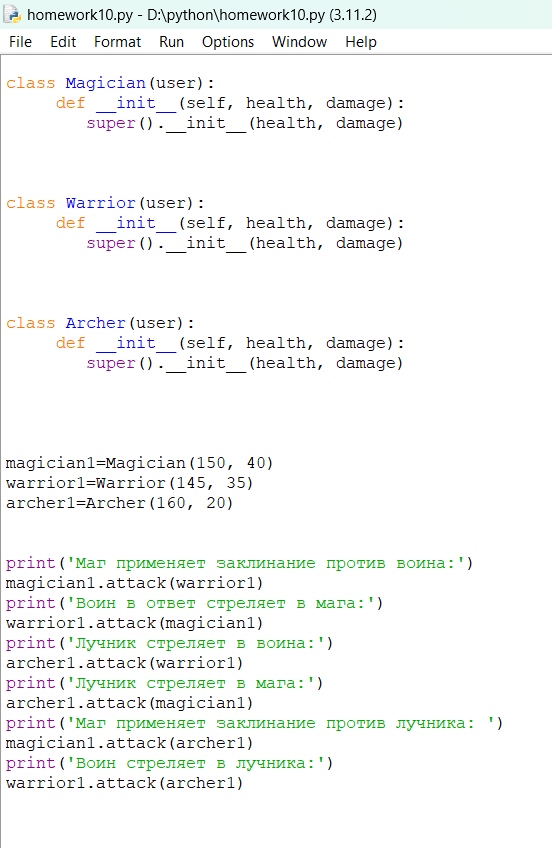 homework10.py - D:\python\homework10.py (3.11.2)
File Edit Format Run Options Window Help
class Magician(user):
     def __init__(self, health, damage):
        super().__init__(health, damage)
class Warrior(user):
     def __init__(self, health, damage):
        super().__init__(health, damage)
class Archer(user):
     def __init__(self, health, damage):
        super().__init__(health, damage)
magician1=Magician(150, 40)
warrior1=Warrior(145, 35)
archer1=Archer(160, 20)
print('Маг применяет заклинание против воина:')
magician1.attack(warrior1)
print('Воин в ответ стреляет в мага:')
warrior1.attack(magician1)
print('Лучник стреляет в воина:')
archer1.attack(warrior1)
print('Лучник стреляет в мага:')
archer1.attack(magician1)
print('Маг применяет заклинание против лучника: ')
magician1.attack(archer1)
print('Воин стреляет в лучника:')
warrior1.attack(archer1)